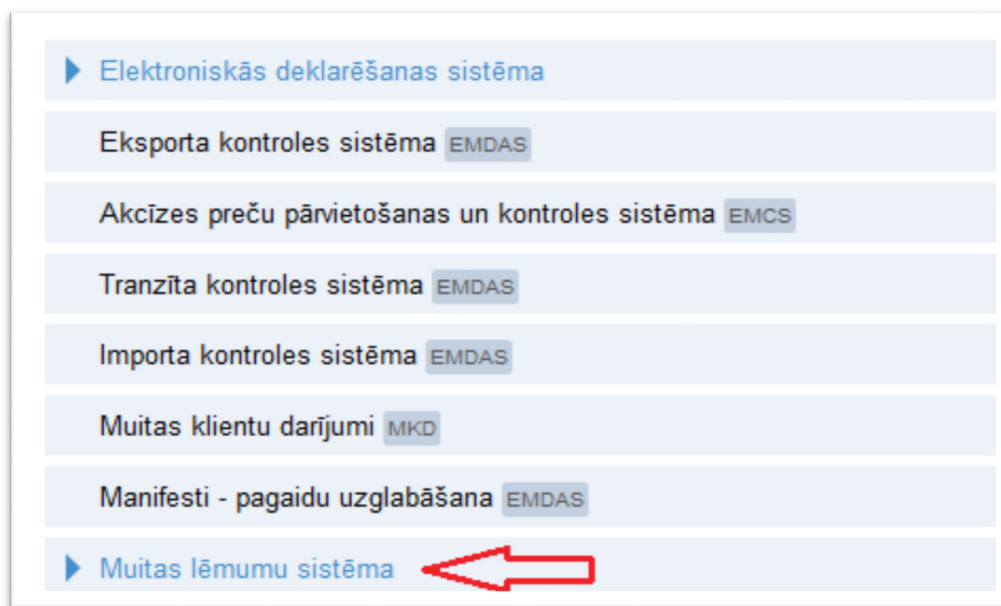 Elektroniskās deklarēšanas sistēma
Eksporta kontroles sistēma EMDAS
Akcīzes preču pārvietošanas un kontroles sistēma EMCS
Tranzīta kontroles sistēma EMDAS
Importa kontroles sistēma EMDAS
Muitas klientu darījumi MKD
Manifesti - pagaidu uzglabāšana EMDAS
Muitas lēmumu sistēma